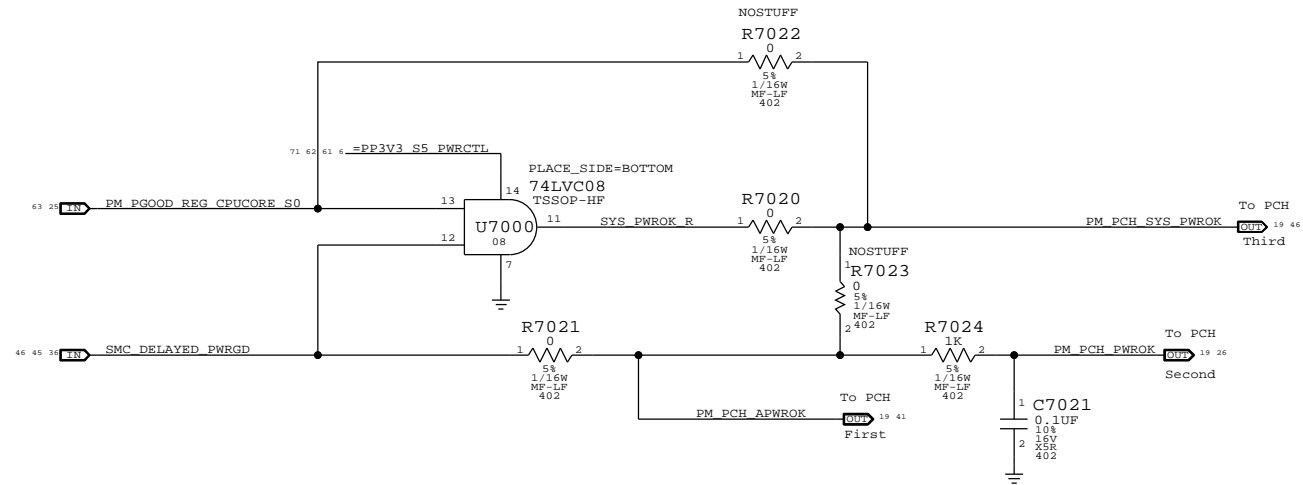 NOSTUFF
R7022
0
1 2
5%
1/16W
MF-LF
402
71 62 61 6 =PP3V3_S5_PWRCTL
PLACE_SIDE=BOTTOM
14 74LVC08
TSSOP-HF
63 25 IN PM_PGOOD_REG_CPUCORE_S0 13
U7000
08
11 SYS_PWROK_R
12
7
R7020
0
1 2
5%
1/16W
MF-LF
402
PM_PCH_SYS_PWROK
To PCH
OUT 19 46
Third
NOSTUFF
1 R7023
0
5%
1/16W
MF-LF
2 402
46 45 36 IN SMC_DELAYED_PWRGD
R7021
0
1 2
5%
1/16W
MF-LF
402
R7024
1K
1 2
5%
1/16W
MF-LF
402
PM_PCH_PWROK
To PCH
OUT 19 26
Second
PM_PCH_APWROK
To PCH
OUT 19 41
First
1 C7021
0.1UF
10%
16V
2 X5R
402